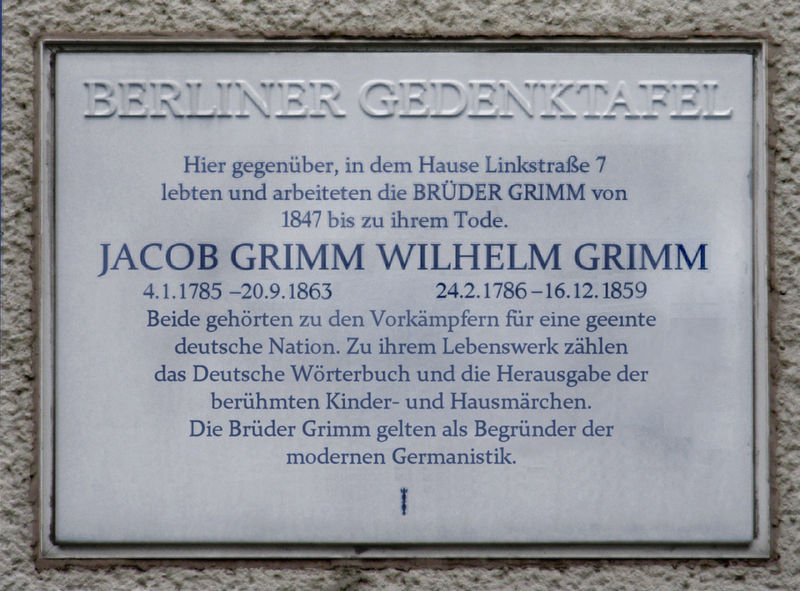 BERLINER GEDENKTAFEL
Hier gegenüber, in dem Hause Linkstraße 7
lebten und arbeiteten die BRÜDER GRIMM von
1847 bis zu ihrem Tode.
JACOB GRIMM WILHELM GRIMM
4.1.1785 –20.9.1863 24.2.1786 –16.12.1859
Beide gehörten zu den Vorkämpfern für eine geeinte
deutsche Nation. Zu ihrem Lebenswerk zählen
das Deutsche Wörterbuch und die Herausgabe der
berühmten Kinder- und Hausmärchen.
Die Brüder Grimm gelten als Begründer der
modernen Germanistik.